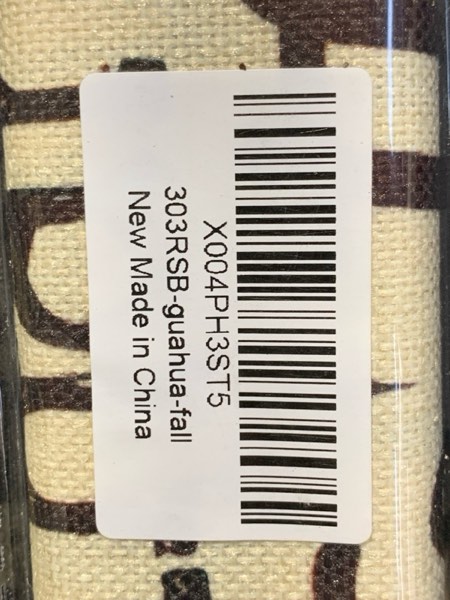 X004PH3ST5
303RSB-guahua-fall
New Made in China